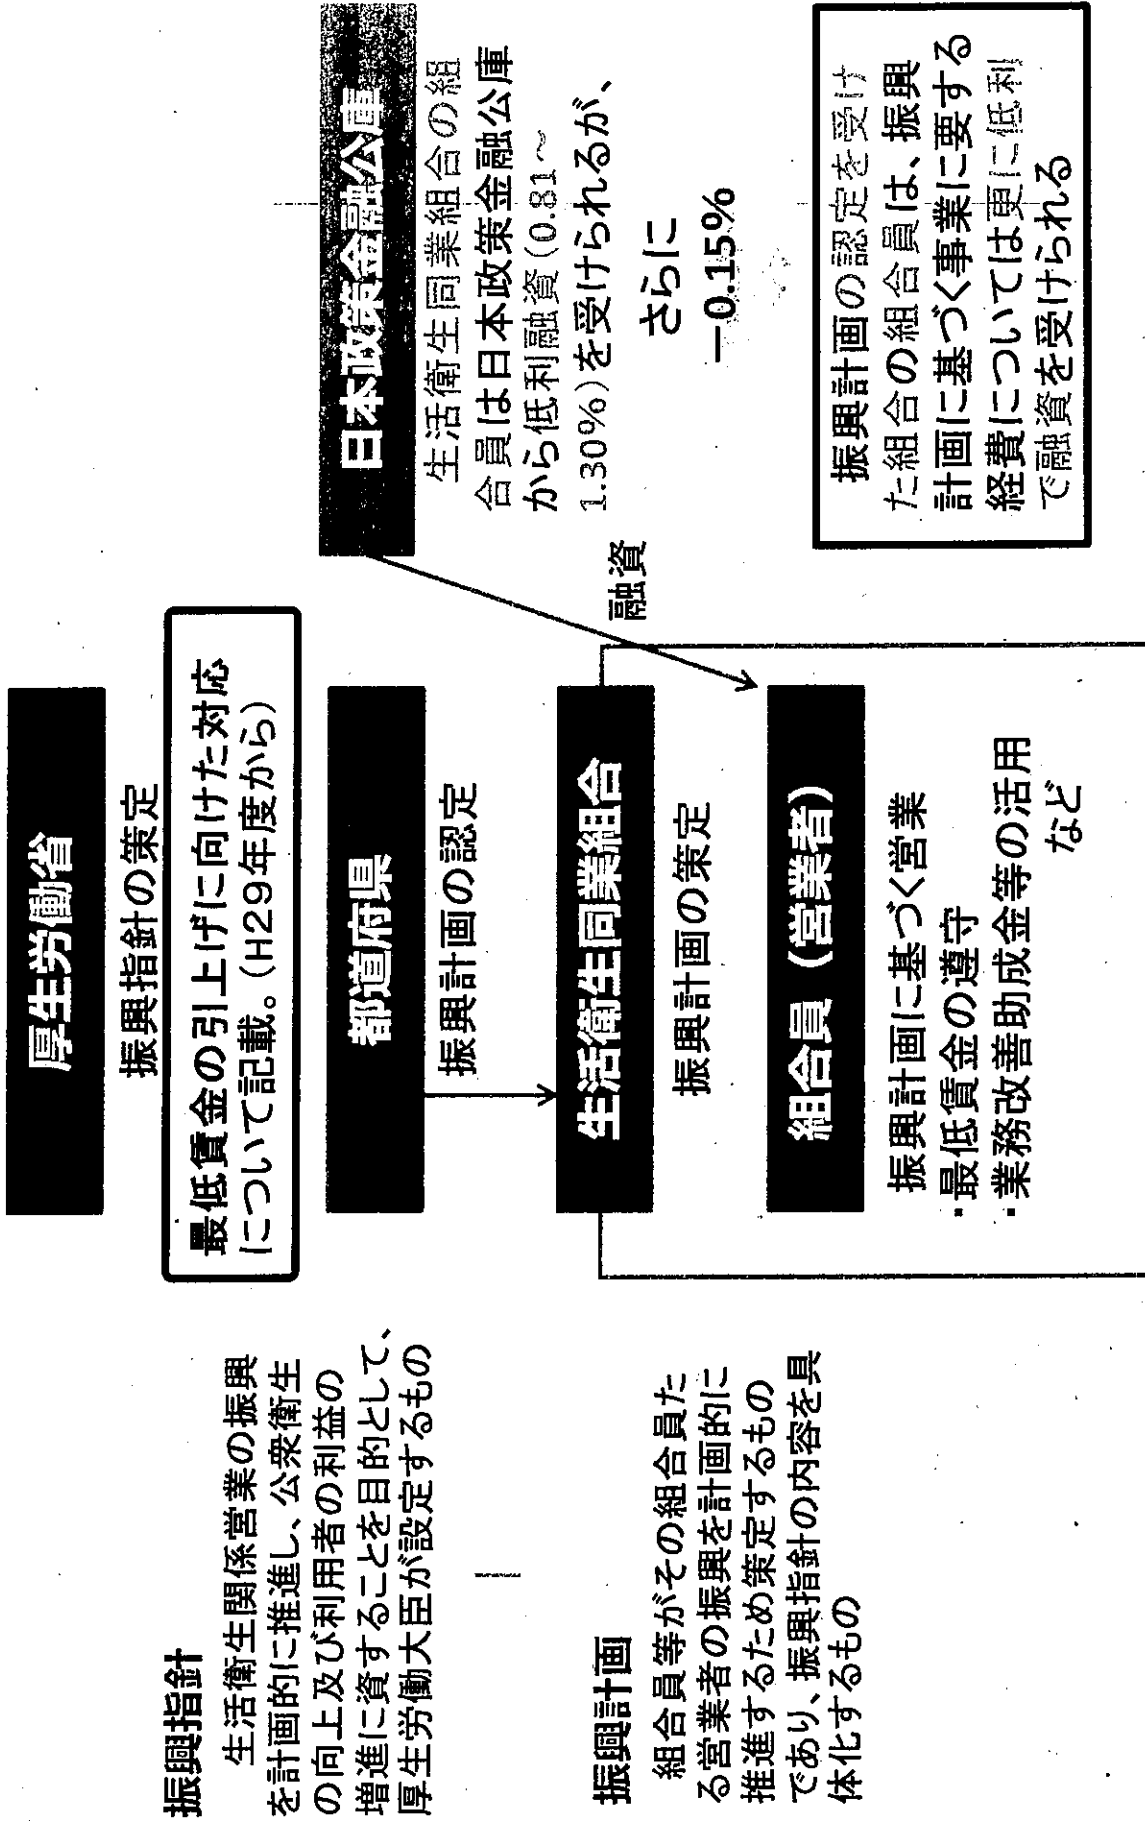 振興指針
生活衛生関係営業の振興
を計画的に推進し、公衆衛生
の向上及び利用者の利益の
増進に資することを目的として、
厚生労働大臣が設定するもの
振興計画
組合員等がその組合員た
る営業者の振興を計画的に
推進するため策定するもの
であり、振興指針の内容を具
体化するもの
厚生労働省
振興指針の策定
最低賃金の引上げに向けた対応
について記載。（H29年度から）
都道府県
振興計画の認定
生活衛生同業組合
振興計画の策定
組合員（営業者）
振興計画に基づく営業
・最低賃金の遵守
・業務改善助成金等の活用
など
融資
日本政策金融公庫
生活衛生同業組合の組
合員は日本政策金融公庫
から低利融資（0.81～
1.30％）を受けられるが、
さらに
－0.15％
振興計画の認定を受け
た組合の組合員は、振興
計画に基づく事業に要する
経費については更に低利
で融資を受けられる